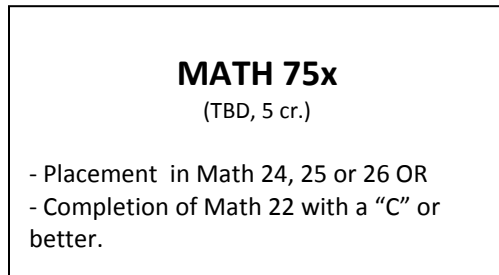 MATH 75x
(TBD, 5 cr.)
- Placement  in Math 24, 25 or 26 OR
- Completion of Math 22 with a “C” or
better.